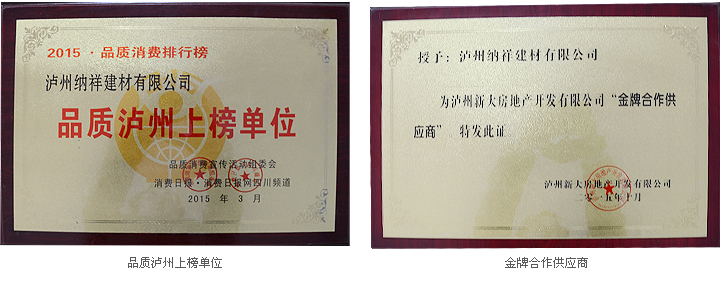 2015·品质消费排行榜
泸州纳祥建材有限公司
品质泸州上榜单位
品质消费宣传活动组委会
消费日报·消费日报网四川频道
2015 年 3 月
品质泸州上榜单位
授予：泸州纳祥建材有限公司
为泸州新大房地产开发有限公司“金牌合作供
应商” 特发此证
泸州新大房地产开发有限公司
二〇一五年十月
金牌合作供应商